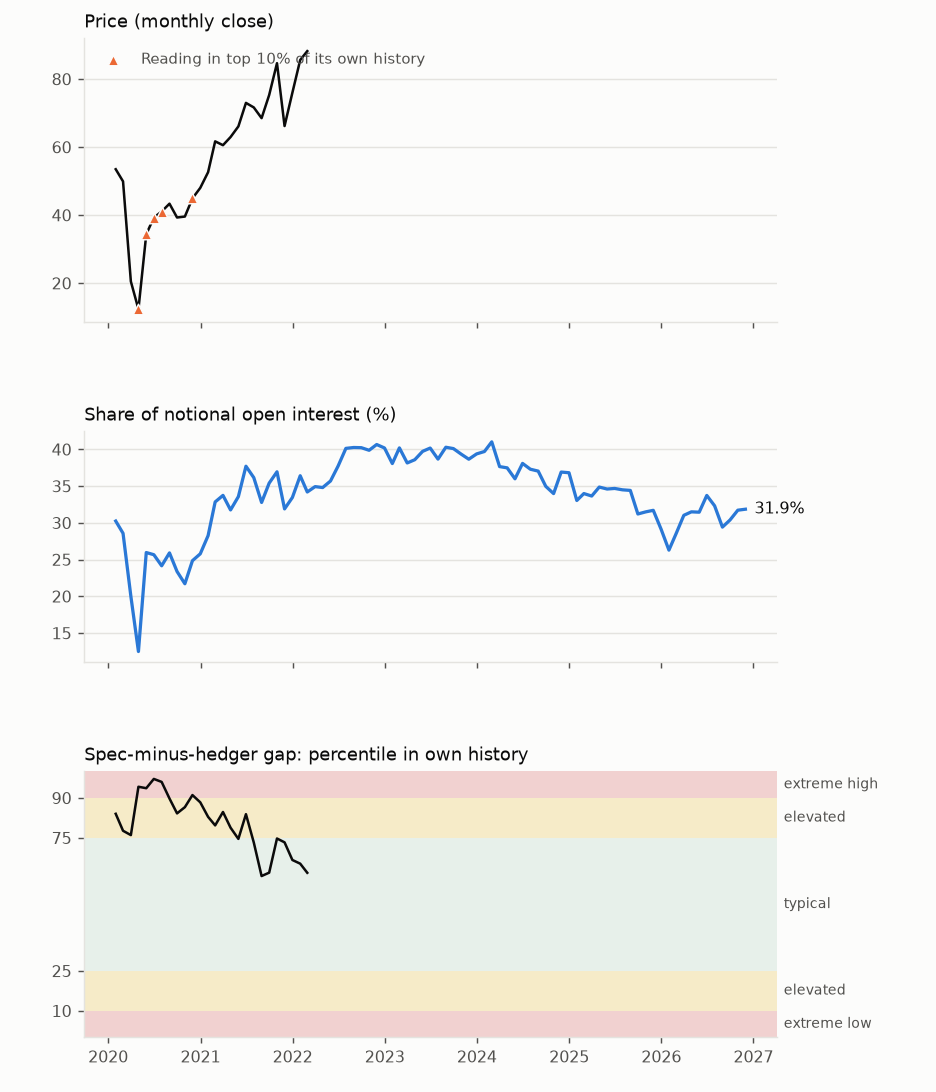 Price (monthly close)
Reading in top 10% of its own history
80
60
40
20
Share of notional open interest (%)
40
35
30
25
20
15
31.9%
Spec-minus-hedger gap: percentile in own history
90
75
25
10
extreme high
elevated
typical
elevated
extreme low
2020 2021 2022 2023 2024 2025 2026 2027